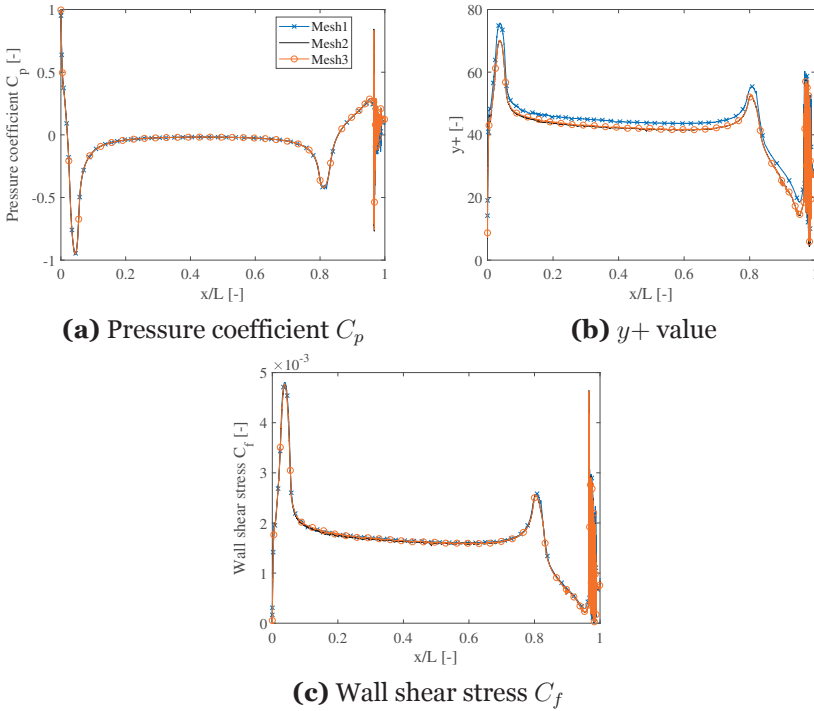 Mesh1
Mesh2
Mesh3
Pressure coefficient C_p [-]
1
0.5
0
-0.5
-1
0 0.2 0.4 0.6 0.8 1
x/L [-]
(a) Pressure coefficient C_p
y+ [-]
80
60
40
20
0
0 0.2 0.4 0.6 0.8 1
x/L [-]
(b) y+ value
×10^-3
Wall shear stress C_f [-]
5
4
3
2
1
0
0 0.2 0.4 0.6 0.8 1
x/L [-]
(c) Wall shear stress C_f